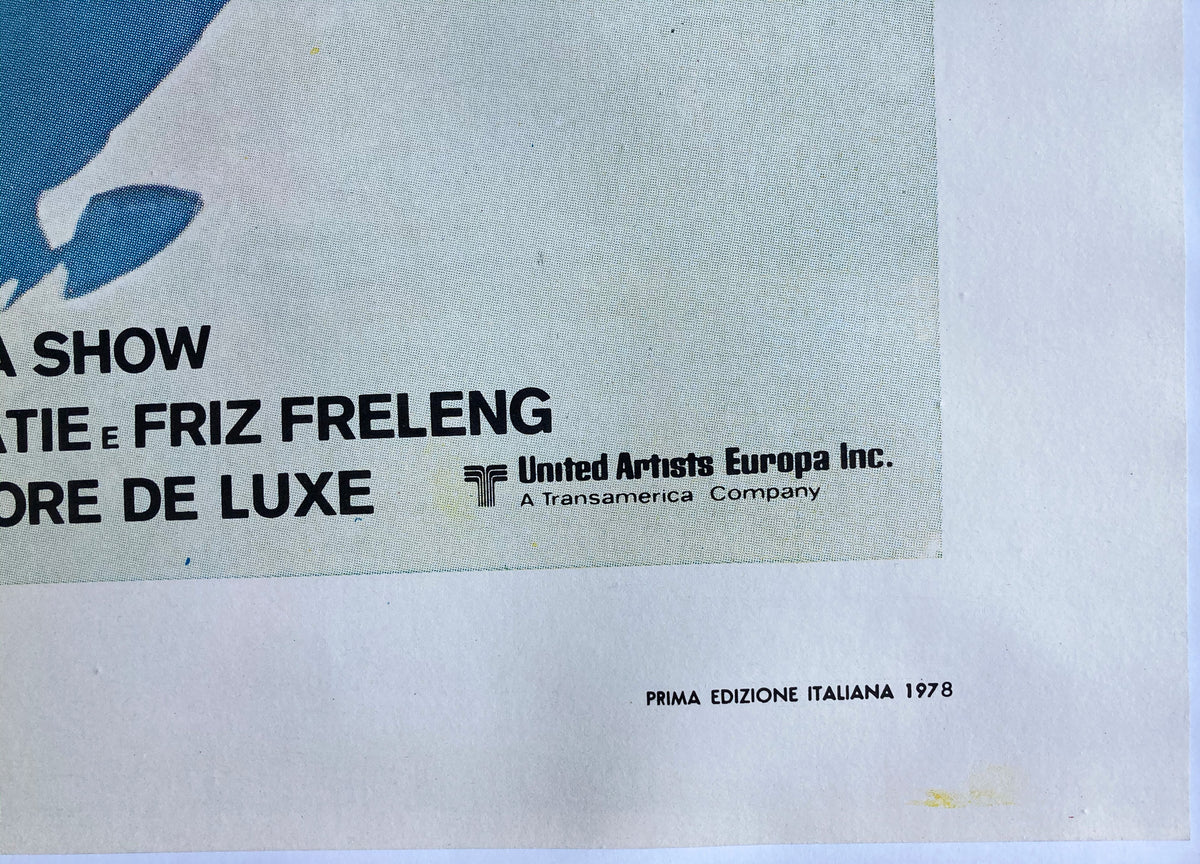 A SHOW
ATIE E FRIZ FRELENG
ORE DE LUXE
United Artists Europa Inc.
A Transamerica Company
PRIMA EDIZIONE ITALIANA 1978